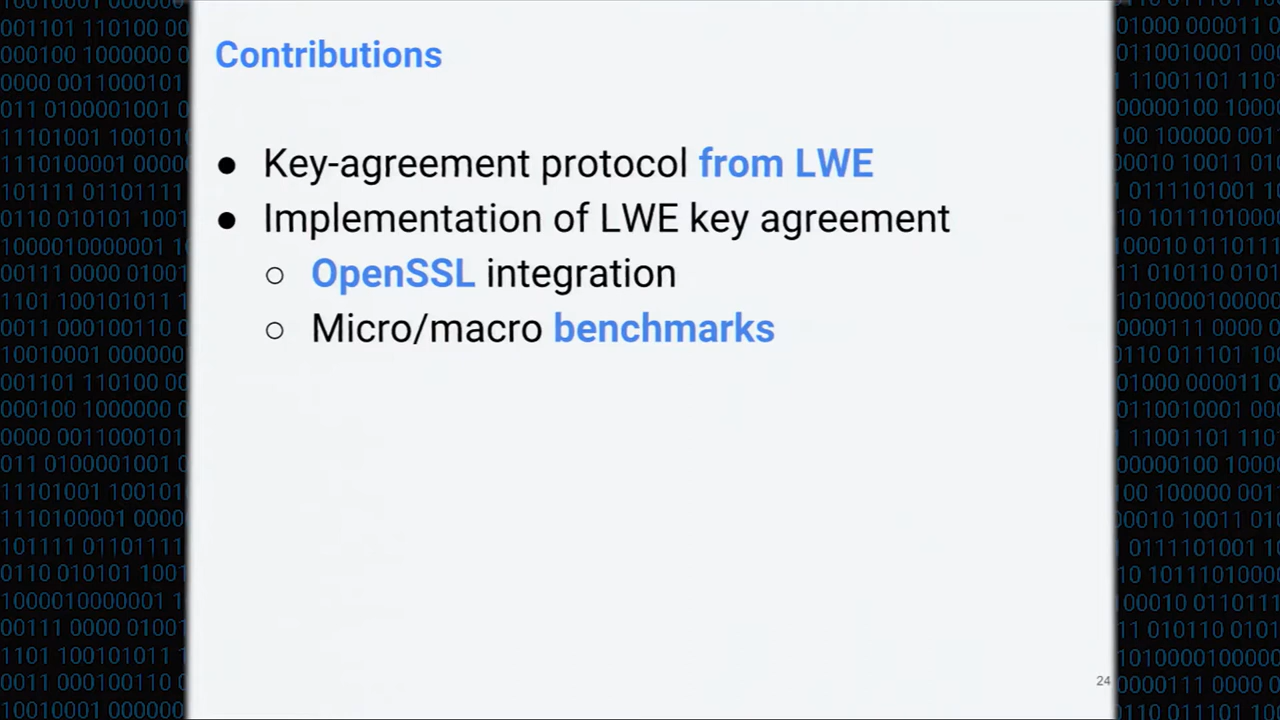 Contributions
● Key-agreement protocol from LWE
● Implementation of LWE key agreement
○ OpenSSL integration
○ Micro/macro benchmarks
24